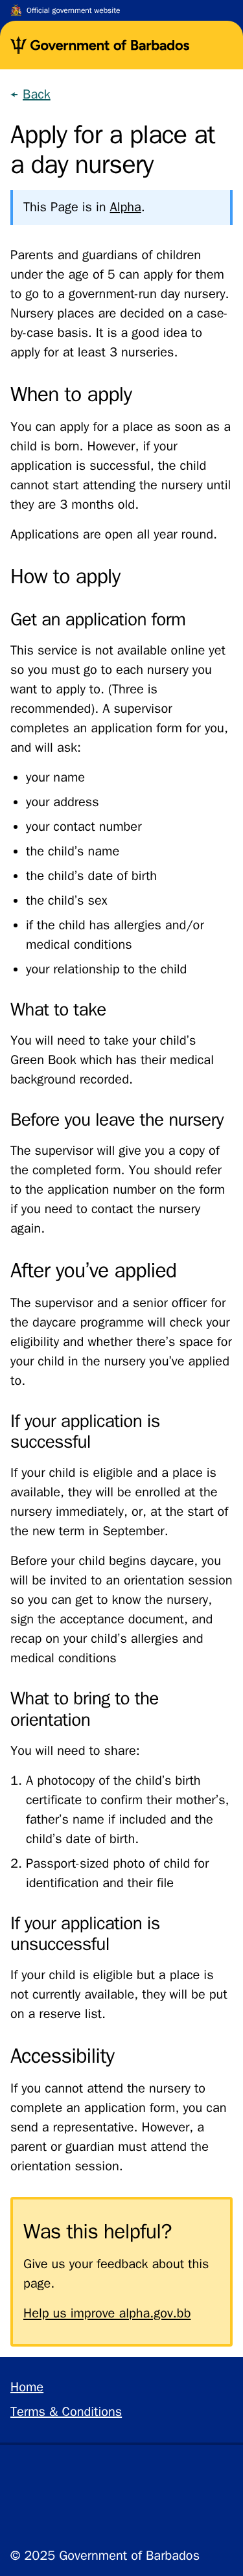 Official government website
Government of Barbados
← Back
Apply for a place at
a day nursery
This Page is in Alpha.
Parents and guardians of children
under the age of 5 can apply for them
to go to a government-run day nursery.
Nursery places are decided on a case-
by-case basis. It is a good idea to
apply for at least 3 nurseries.
When to apply
You can apply for a place as soon as a
child is born. However, if your
application is successful, the child
cannot start attending the nursery until
they are 3 months old.
Applications are open all year round.
How to apply
Get an application form
This service is not available online yet
so you must go to each nursery you
want to apply to. (Three is
recommended). A supervisor
completes an application form for you,
and will ask:
• your name
• your address
• your contact number
• the child's name
• the child's date of birth
• the child's sex
• if the child has allergies and/or
medical conditions
• your relationship to the child
What to take
You will need to take your child's
Green Book which has their medical
background recorded.
Before you leave the nursery
The supervisor will give you a copy of
the completed form. You should refer
to the application number on the form
if you need to contact the nursery
again.
After you've applied
The supervisor and a senior officer for
the daycare programme will check your
eligibility and whether there's space for
your child in the nursery you've applied
to.
If your application is
successful
If your child is eligible and a place is
available, they will be enrolled at the
nursery immediately, or, at the start of
the new term in September.
Before your child begins daycare, you
will be invited to an orientation session
so you can get to know the nursery,
sign the acceptance document, and
recap on your child's allergies and
medical conditions
What to bring to the
orientation
You will need to share:
1. A photocopy of the child's birth
certificate to confirm their mother's,
father's name if included and the
child's date of birth.
2. Passport-sized photo of child for
identification and their file
If your application is
unsuccessful
If your child is eligible but a place is
not currently available, they will be put
on a reserve list.
Accessibility
If you cannot attend the nursery to
complete an application form, you can
send a representative. However, a
parent or guardian must attend the
orientation session.
Was this helpful?
Give us your feedback about this
page.
Help us improve alpha.gov.bb
Home
Terms & Conditions
© 2025 Government of Barbados